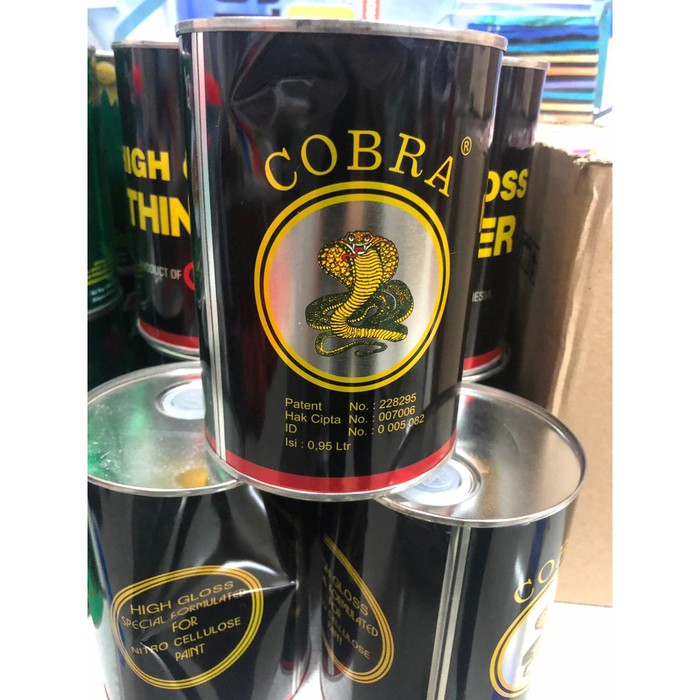 COBRA ®
Patent No. : 228295
Hak Cipta No. : 007006
ID No. : 0 005 082
Isi : 0,95 Ltr
HIGH
THIN
PRODUCT OF
OSS
ER
HIGH GLOSS
SPECIAL FORMULATED
FOR
NITRO CELLULOSE
PAINT
GLOSS
FORMULATED
FOR
CELLULOSE
CO